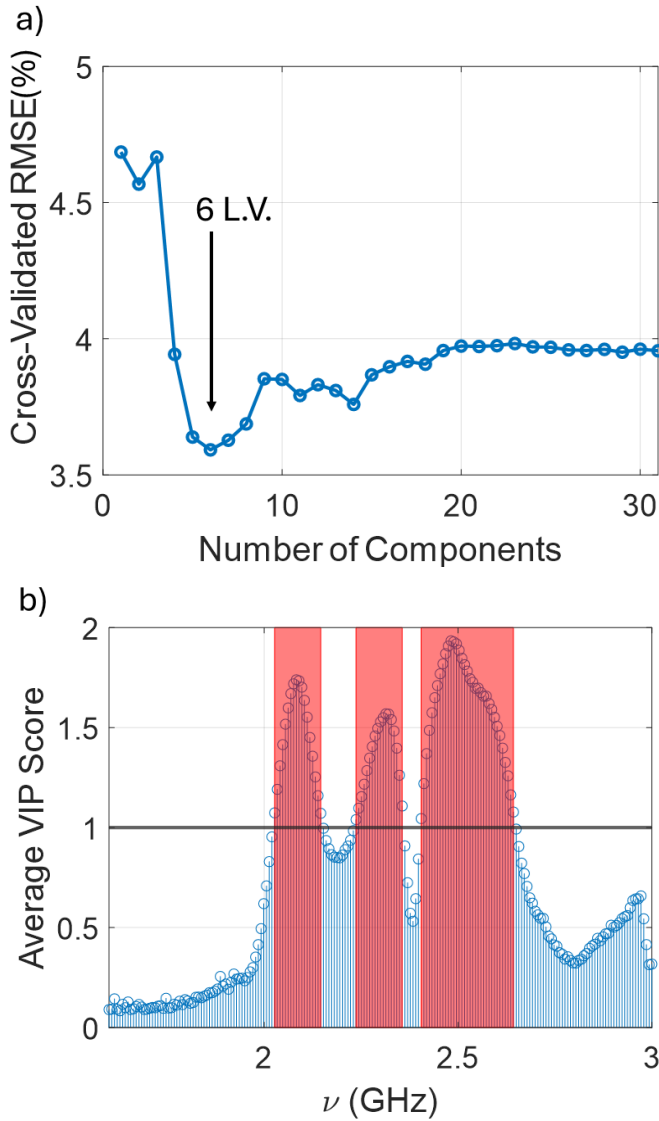 a)
5
4.5
4
3.5
Cross-Validated RMSE(%)
6 L.V.
0
10
20
30
Number of Components
b)
2
1.5
1
0.5
0
Average VIP Score
2
2.5
3
ν (GHz)